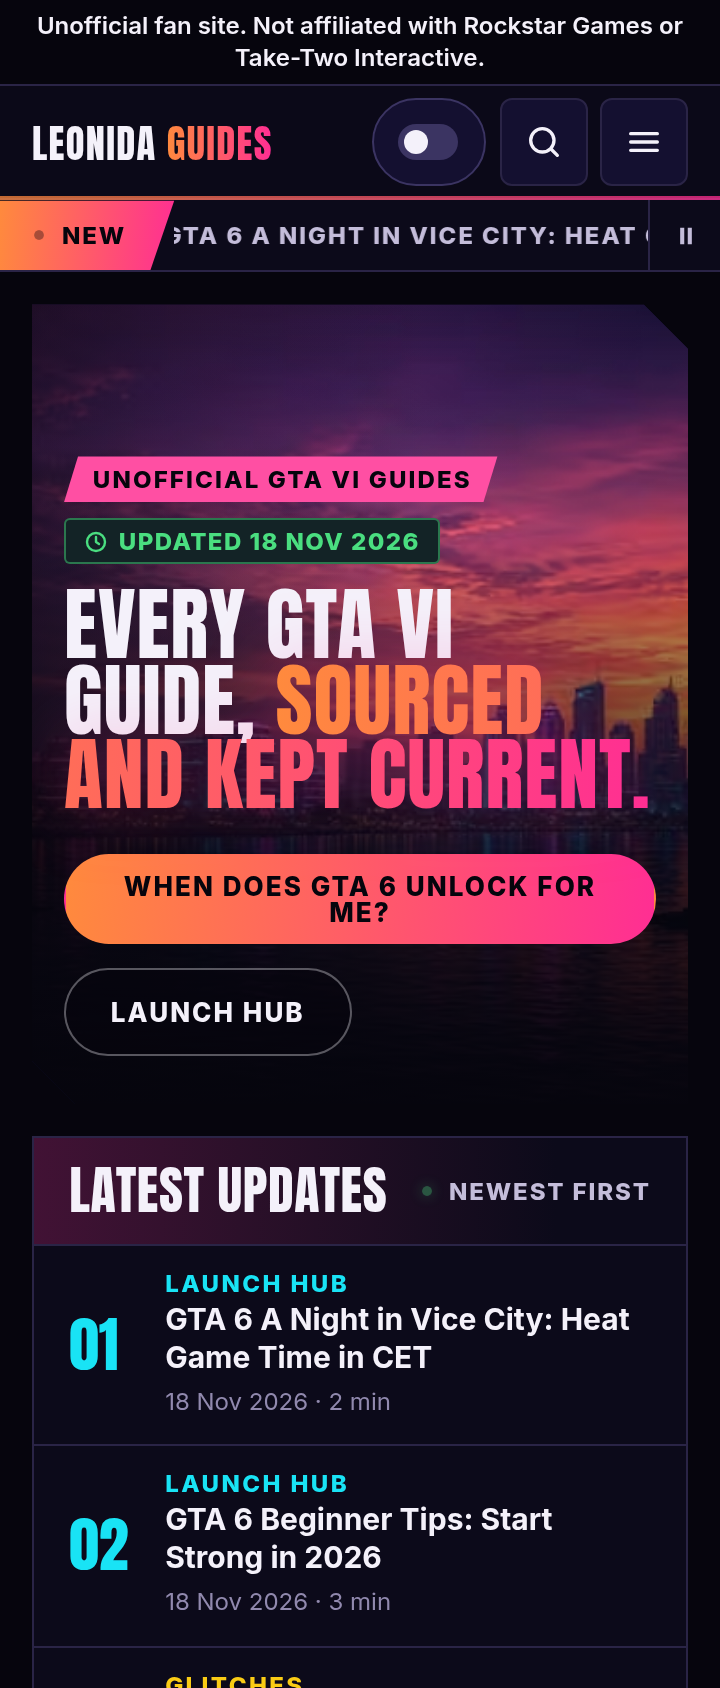 Unofficial fan site. Not affiliated with Rockstar Games or
Take-Two Interactive.
LEONIDA GUIDES
NEW
GTA 6 A NIGHT IN VICE CITY: HEAT
UNOFFICIAL GTA VI GUIDES
UPDATED 18 NOV 2026
EVERY GTA VI
GUIDE, SOURCED
AND KEPT CURRENT.
WHEN DOES GTA 6 UNLOCK FOR
ME?
LAUNCH HUB
LATEST UPDATES
NEWEST FIRST
01
LAUNCH HUB
GTA 6 A Night in Vice City: Heat
Game Time in CET
18 Nov 2026 · 2 min
02
LAUNCH HUB
GTA 6 Beginner Tips: Start
Strong in 2026
18 Nov 2026 · 3 min
GLITCHES